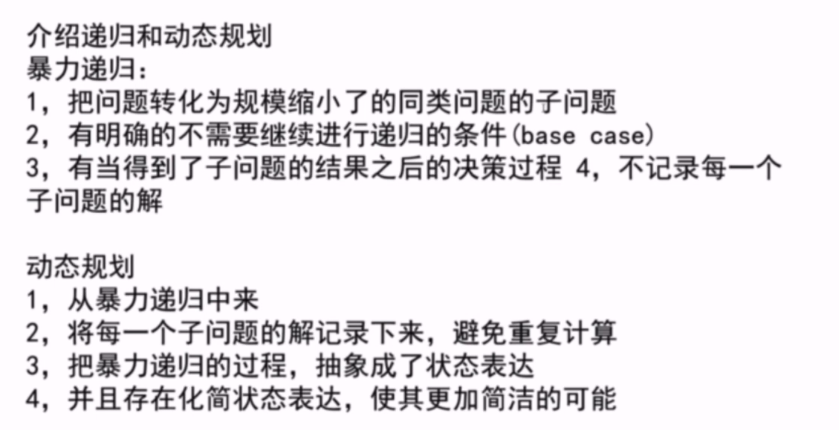 介绍递归和动态规划
暴力递归：
1，把问题转化为规模缩小了的同类问题的子问题
2，有明确的不需要继续进行递归的条件(base case)
3，有当得到了子问题的结果之后的决策过程 4，不记录每一个
子问题的解
动态规划
1，从暴力递归中来
2，将每一个子问题的解记录下来，避免重复计算
3，把暴力递归的过程，抽象成了状态表达
4，并且存在化简状态表达，使其更加简洁的可能